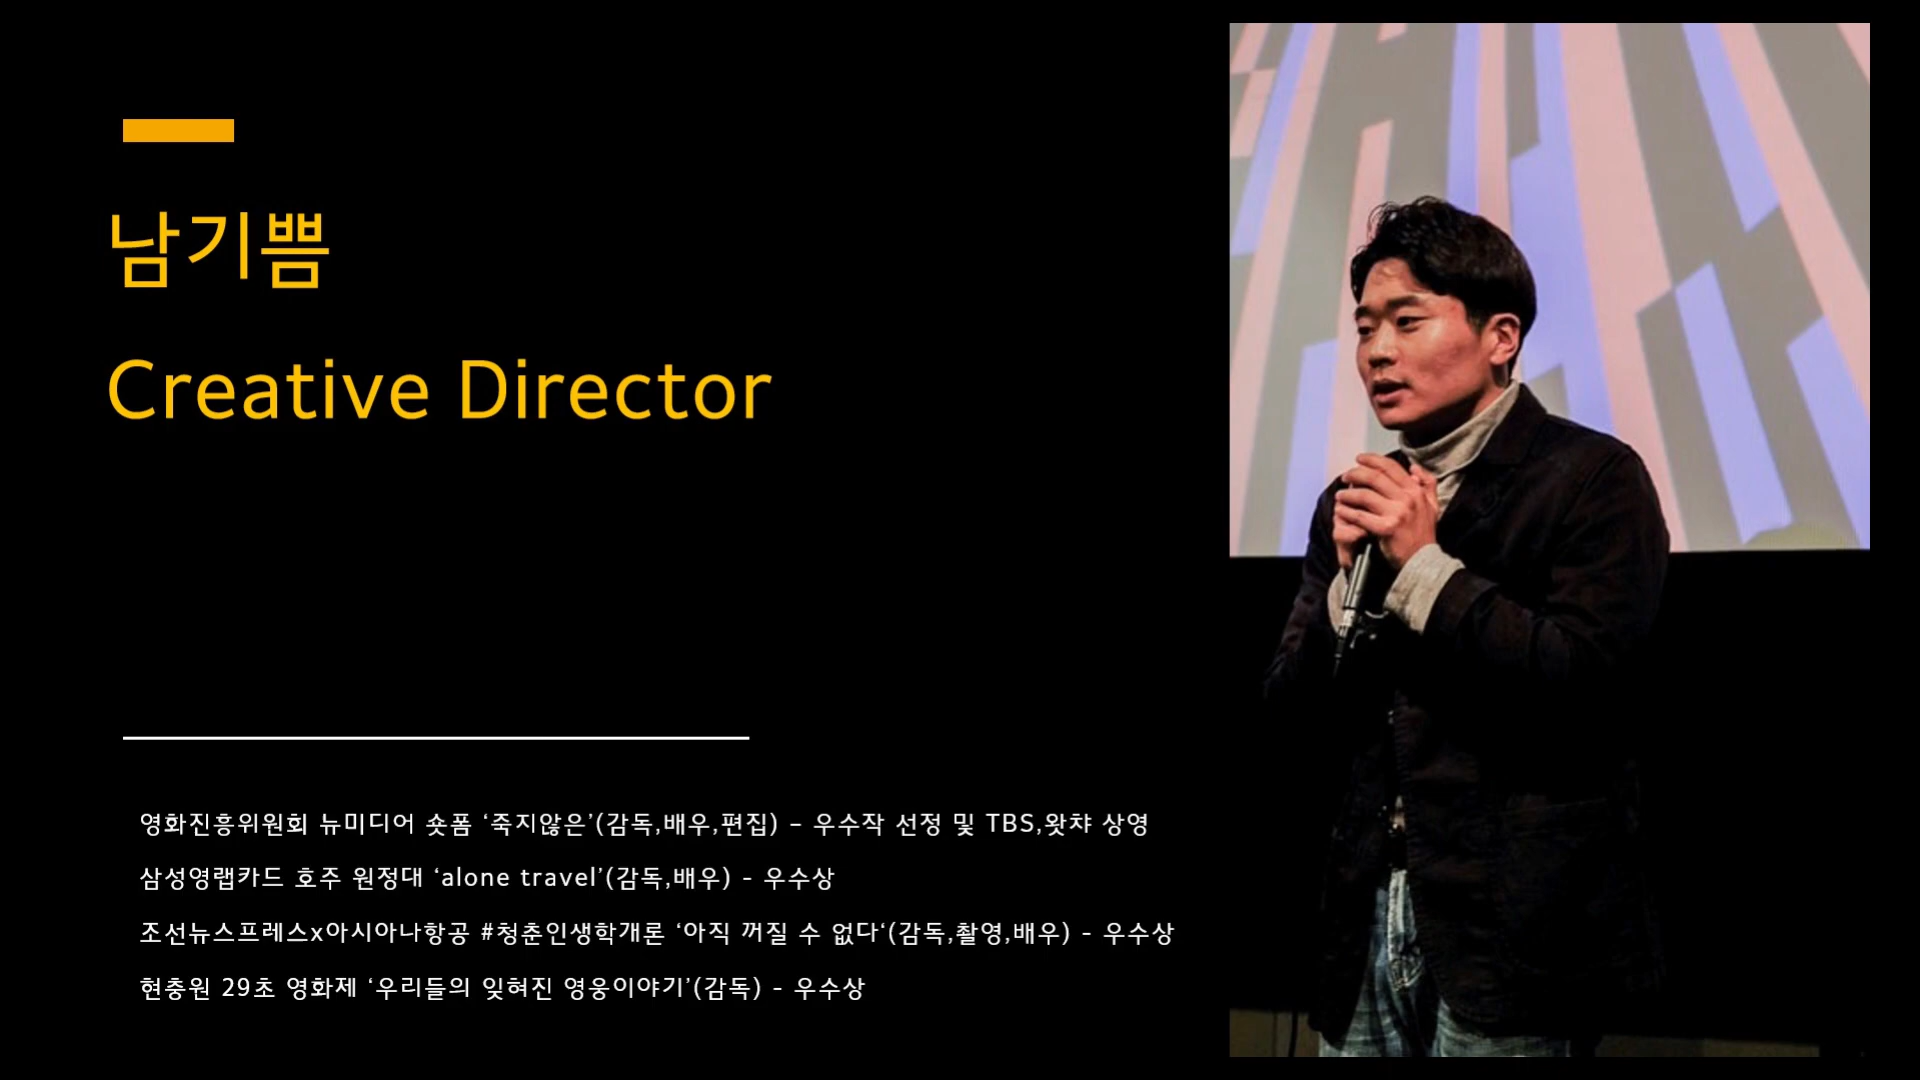 남기쁨
Creative Director
영화진흥위원회 뉴미디어 숏폼 ‘죽지않은’(감독,배우,편집) – 우수작 선정 및 TBS,왓챠 상영
삼성영랩카드 호주 원정대 ‘alone travel’(감독,배우) - 우수상
조선뉴스프레스x아시아나항공 #청춘인생학개론 ‘아직 꺼질 수 없다‘(감독,촬영,배우) - 우수상
현충원 29초 영화제 ‘우리들의 잊혀진 영웅이야기’(감독) - 우수상